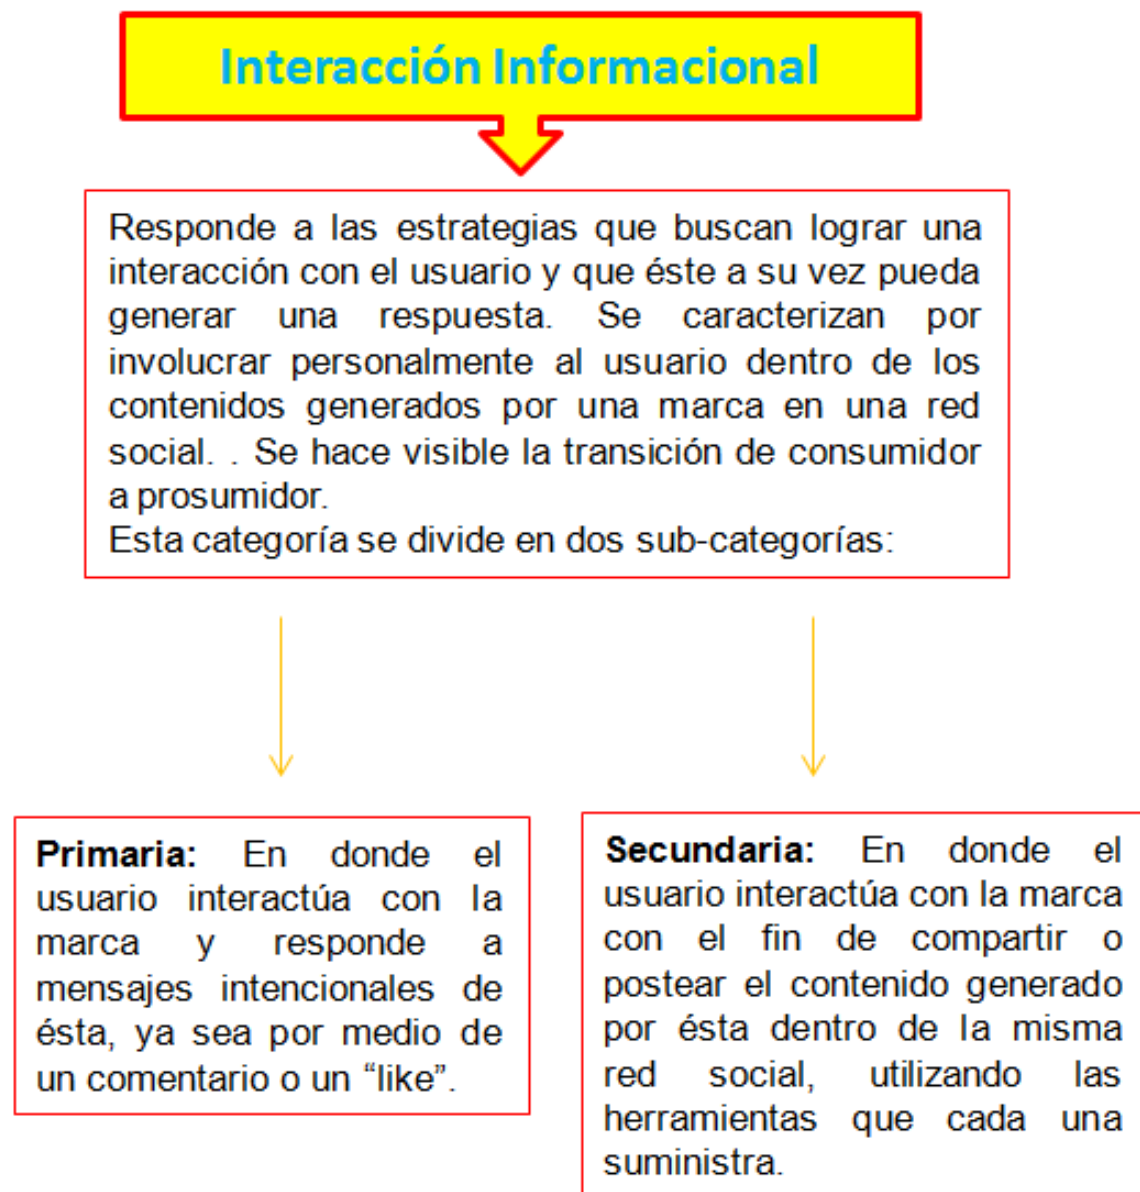 Interacción Informacional
Responde a las estrategias que buscan lograr una
interacción con el usuario y que éste a su vez pueda
generar una respuesta. Se caracterizan por
involucrar personalmente al usuario dentro de los
contenidos generados por una marca en una red
social. . Se hace visible la transición de consumidor
a prosumidor.
Esta categoría se divide en dos sub-categorías:
Primaria: En donde el
usuario interactúa con la
marca y responde a
mensajes intencionales de
ésta, ya sea por medio de
un comentario o un “like”.
Secundaria: En donde el
usuario interactúa con la marca
con el fin de compartir o
postear el contenido generado
por ésta dentro de la misma
red social, utilizando las
herramientas que cada una
suministra.